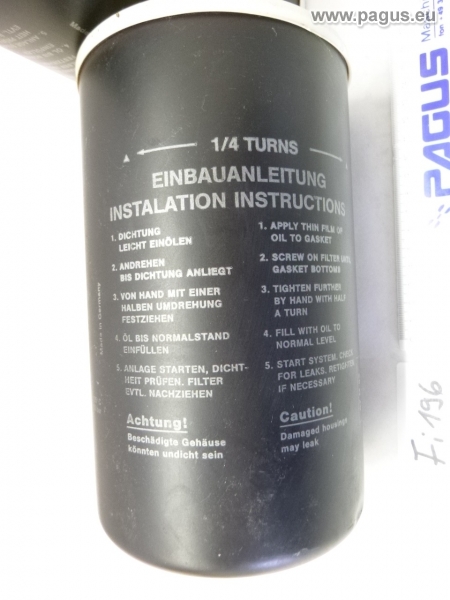 www.pagus.eu
PAGUS
1/4 TURNS
EINBAUANLEITUNG
INSTALATION INSTRUCTIONS
1. DICHTUNG
LEICHT EINÖLEN
2. ANDREHEN
BIS DICHTUNG ANLIEGT
3. VON HAND MIT EINER
HALBEN UMDREHUNG
FESTZIEHEN
4. ÖL BIS NORMALSTAND
EINFÜLLEN
5. ANLAGE STARTEN, DICHT-
HEIT PRÜFEN. FILTER
EVTL. NACHZIEHEN
Achtung!
Beschädigte Gehäuse
könnten undicht sein
1. APPLY THIN FILM OF
OIL TO GASKET
2. SCREW ON FILTER UNTIL
GASKET BOTTOMS
3. TIGHTEN FURTHER
BY HAND WITH HALF
A TURN
4. FILL WITH OIL TO
NORMAL LEVEL
5. START SYSTEM. CHECK
FOR LEAKS. RETIGHTEN
IF NECESSARY
Caution!
Damaged housings
may leak
Made in Germany
Fi 196